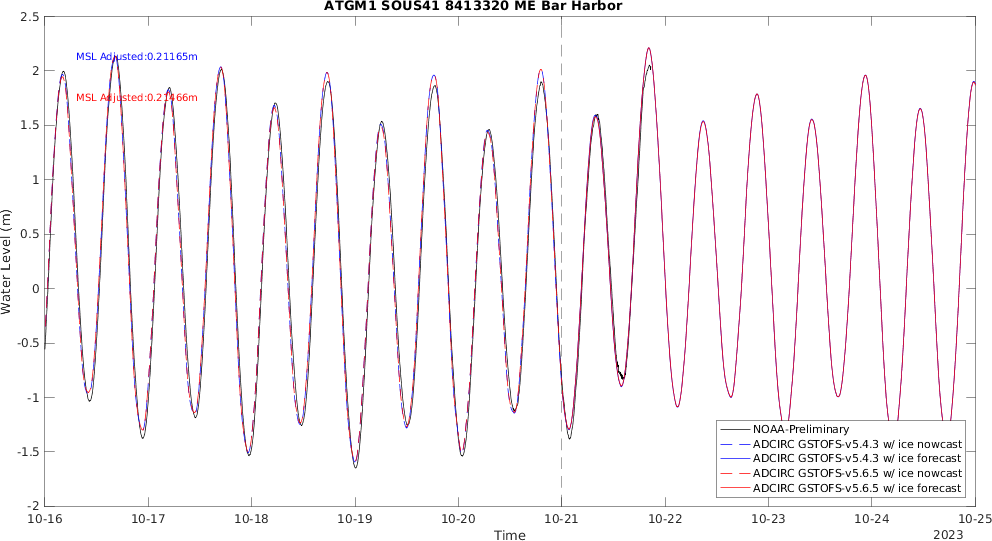 ATGM1 SOUS41 8413320 ME Bar Harbor
2.5
2
1.5
1
0.5
0
-0.5
-1
-1.5
-2
Water Level (m)
MSL Adjusted:0.21165m
MSL Adjusted:0.21466m
NOAA-Preliminary
ADCIRC GSTOFS-v5.4.3 w/ ice nowcast
ADCIRC GSTOFS-v5.4.3 w/ ice forecast
ADCIRC GSTOFS-v5.6.5 w/ ice nowcast
ADCIRC GSTOFS-v5.6.5 w/ ice forecast
10-16 10-17 10-18 10-19 10-20 10-21 10-22 10-23 10-24 10-25
Time
2023